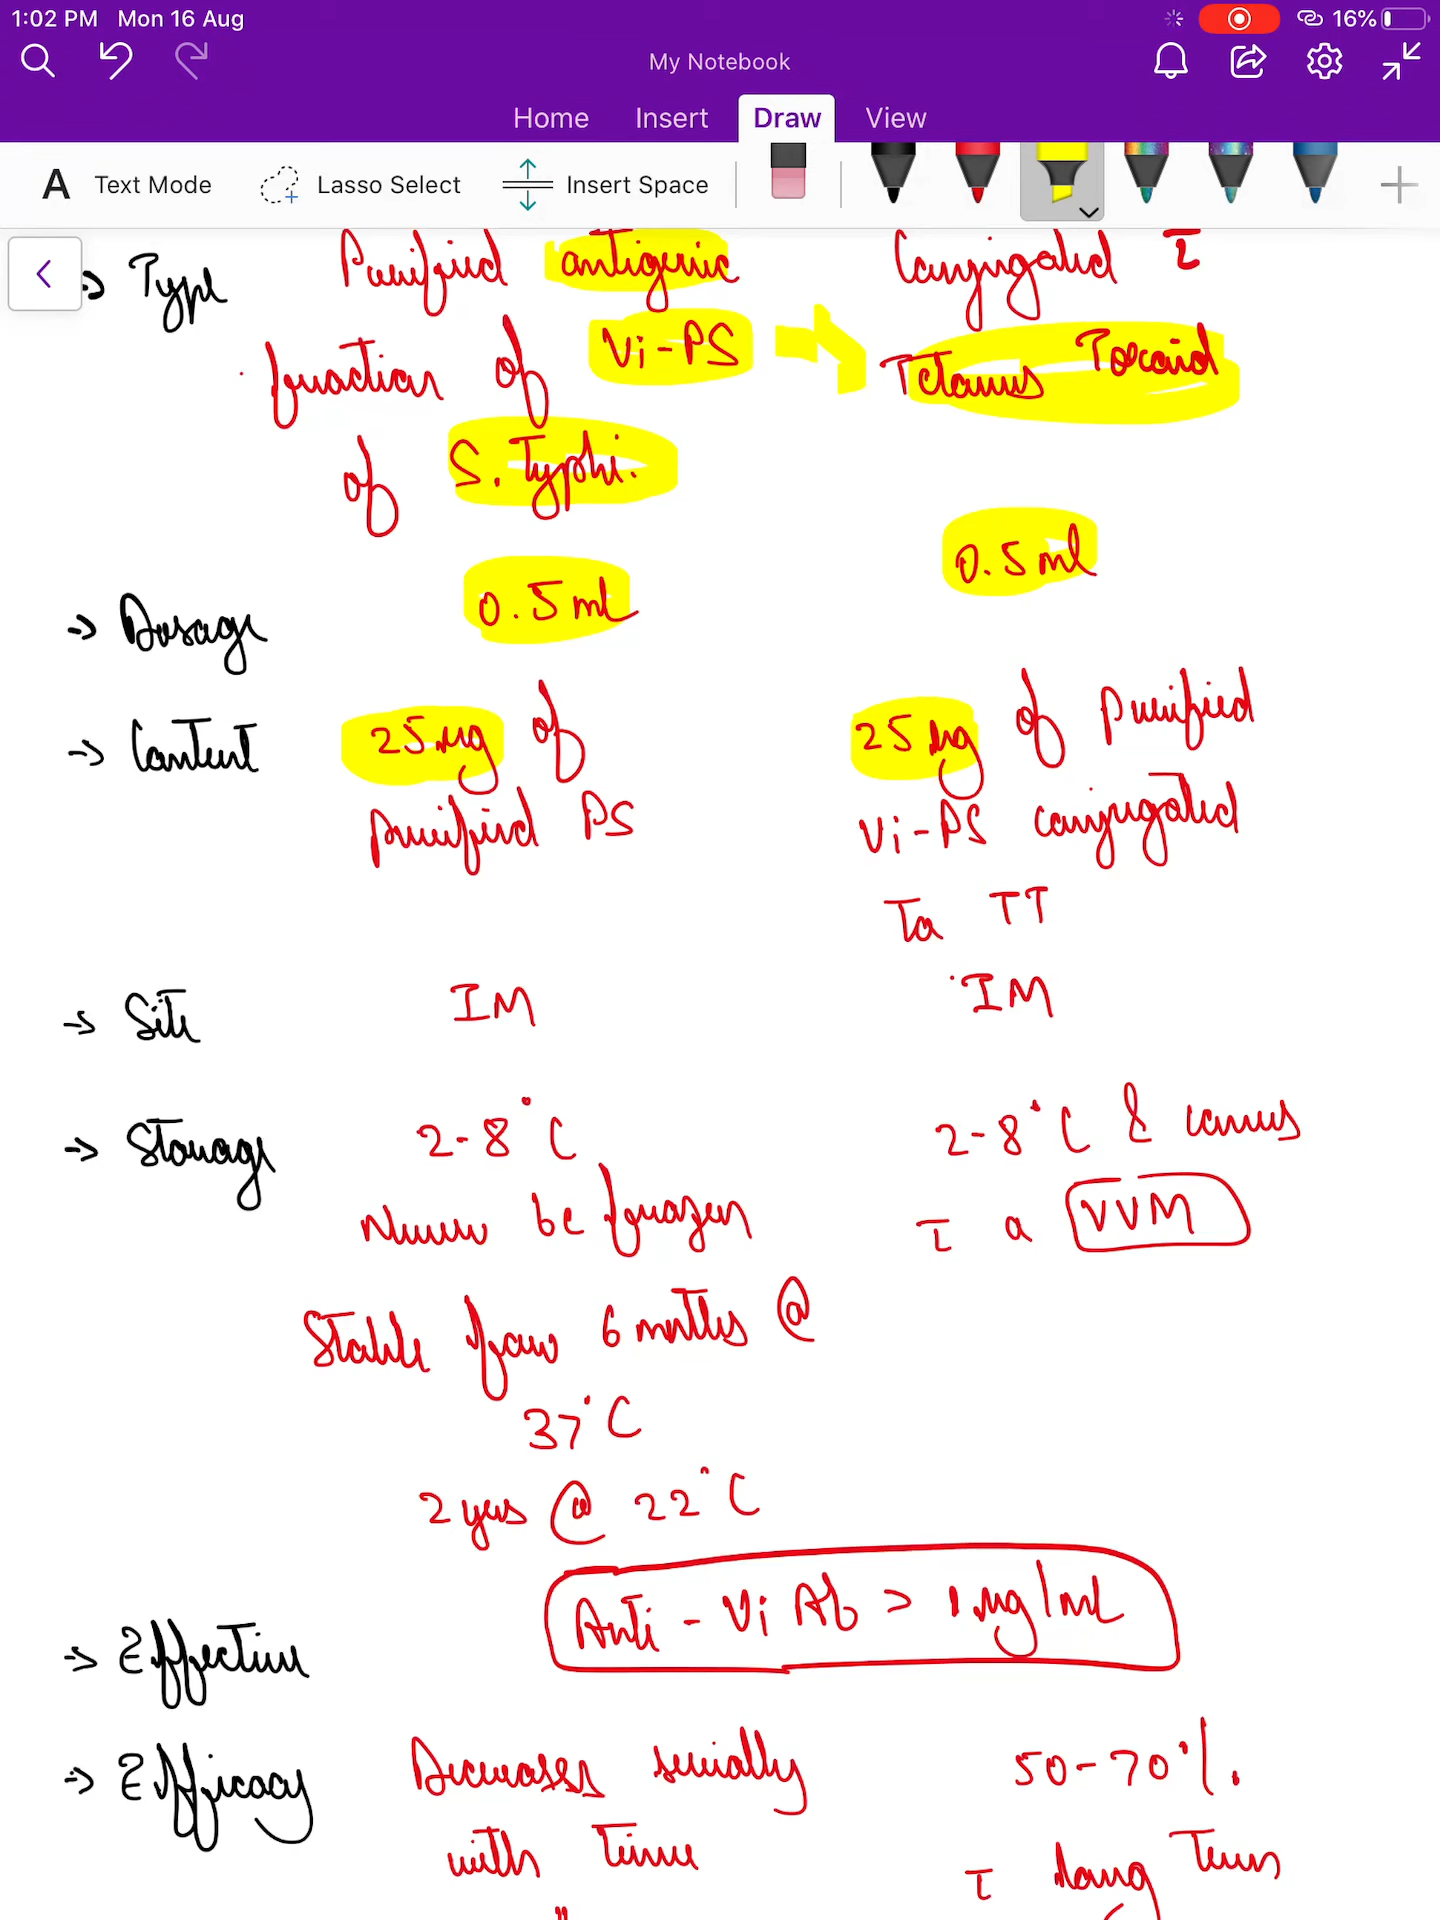 1:02 PM Mon 16 Aug
16%
My Notebook
Home Insert Draw View
A Text Mode Lasso Select Insert Space
→ Type Purified antigenic Conjugated
fraction of Vi-PS Tetanus Toxoid
of S. Typhi.
→ Dosage 0.5 ml 0.5 ml
→ Content 25 µg of 25 µg of purified
purified PS Vi-PS conjugated
To TT
→ Site IM IM
→ Storage 2-8°C 2-8°C & comes
Never be frozen a VVM
Stable for 6 months @
37°C
2 yrs @ 22°C
→ Effective Anti - Vi Ab > 1 µg/ml
→ Efficacy Decreases serially 50-70%.
with Time Long Term